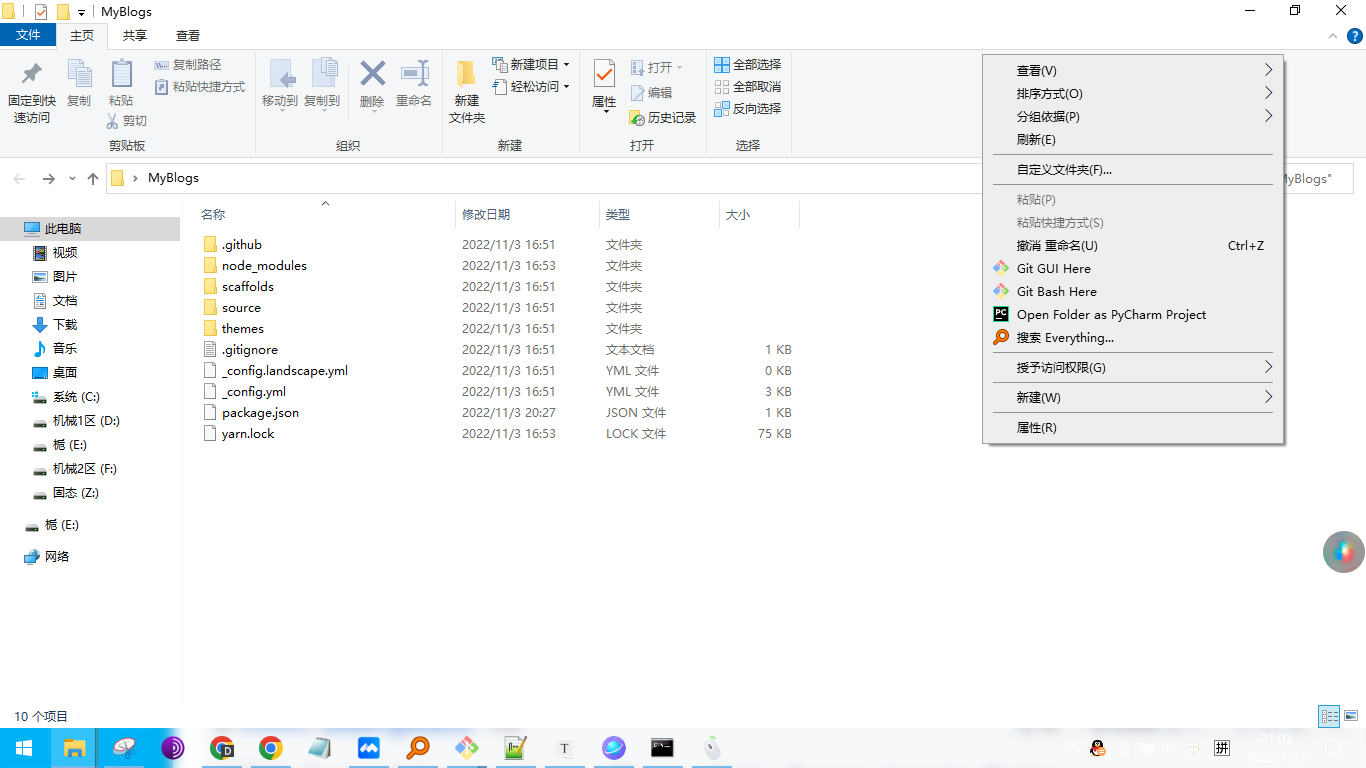 MyBlogs
文件 主页 共享 查看
固定到快速访问
复制
粘贴
复制路径
粘贴快捷方式
剪切
剪贴板
移动到
复制到
删除
重命名
组织
新建文件夹
新建项目
轻松访问
新建
属性
打开
编辑
历史记录
打开
全部选择
全部取消
反向选择
选择
MyBlogs
MyBlogs"
此电脑
视频
图片
文档
下载
音乐
桌面
系统 (C:)
机械1区 (D:)
栀 (E:)
机械2区 (F:)
固态 (Z:)
栀 (E:)
网络
名称 修改日期 类型 大小
.github 2022/11/3 16:51 文件夹
node_modules 2022/11/3 16:53 文件夹
scaffolds 2022/11/3 16:51 文件夹
source 2022/11/3 16:51 文件夹
themes 2022/11/3 16:51 文件夹
.gitignore 2022/11/3 16:51 文本文档 1 KB
_config.landscape.yml 2022/11/3 16:51 YML 文件 0 KB
_config.yml 2022/11/3 16:51 YML 文件 3 KB
package.json 2022/11/3 20:27 JSON 文件 1 KB
yarn.lock 2022/11/3 16:53 LOCK 文件 75 KB
查看(V)
排序方式(O)
分组依据(P)
刷新(E)
自定义文件夹(F)...
粘贴(P)
粘贴快捷方式(S)
撤消 重命名(U) Ctrl+Z
Git GUI Here
Git Bash Here
PC Open Folder as PyCharm Project
搜索 Everything...
授予访问权限(G)
新建(W)
属性(R)
10 个项目
D
T
拼
21:03
2022/11/3